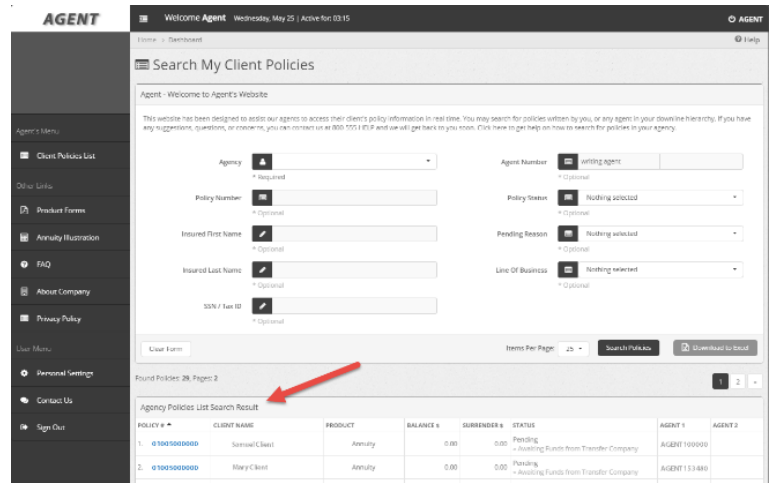 AGENT
Welcome Agent Wednesday, May 25 | Active for: 03:15
AGENT
Home > Dashboard
Help
Search My Client Policies
Agent - Welcome to Agent's Website
This website has been designed to assist our agents to access their client's policy information in real time. You may search for policies written by you, or any agent in your downline hierarchy. If you have
any suggestions, questions, or concerns, you can contact us at 800 555 HELP and we will get back to you soon. Click here to get help on how to search for policies in your agency.
Agent's Menu
Client Policies List
Other Links
Product Forms
Annuity Illustration
FAQ
About Company
Privacy Policy
User Menu
Personal Settings
Contact Us
Sign Out
Agency
* Required
Agent Number writing agent
* Optional
Policy Number
* Optional
Policy Status Nothing selected
* Optional
Insured First Name
* Optional
Pending Reason Nothing selected
* Optional
Insured Last Name
* Optional
Line Of Business Nothing selected
* Optional
SSN / Tax ID
* Optional
Clear Form
Items Per Page: 25 Search Policies Download to Excel
Found Policies: 29, Pages: 2
1 2 »
Agency Policies List Search Result
POLICY # CLIENT NAME PRODUCT BALANCE $ SURRENDER $ STATUS AGENT 1 AGENT 2
1. 01005000000 Samuel Client Annuity 0.00 0.00 Pending AGENT100000
» Awaiting Funds from Transfer Company
2. 01005000000 Mary Client Annuity 0.00 0.00 Pending AGENT153480
» Awaiting Funds from Transfer Company